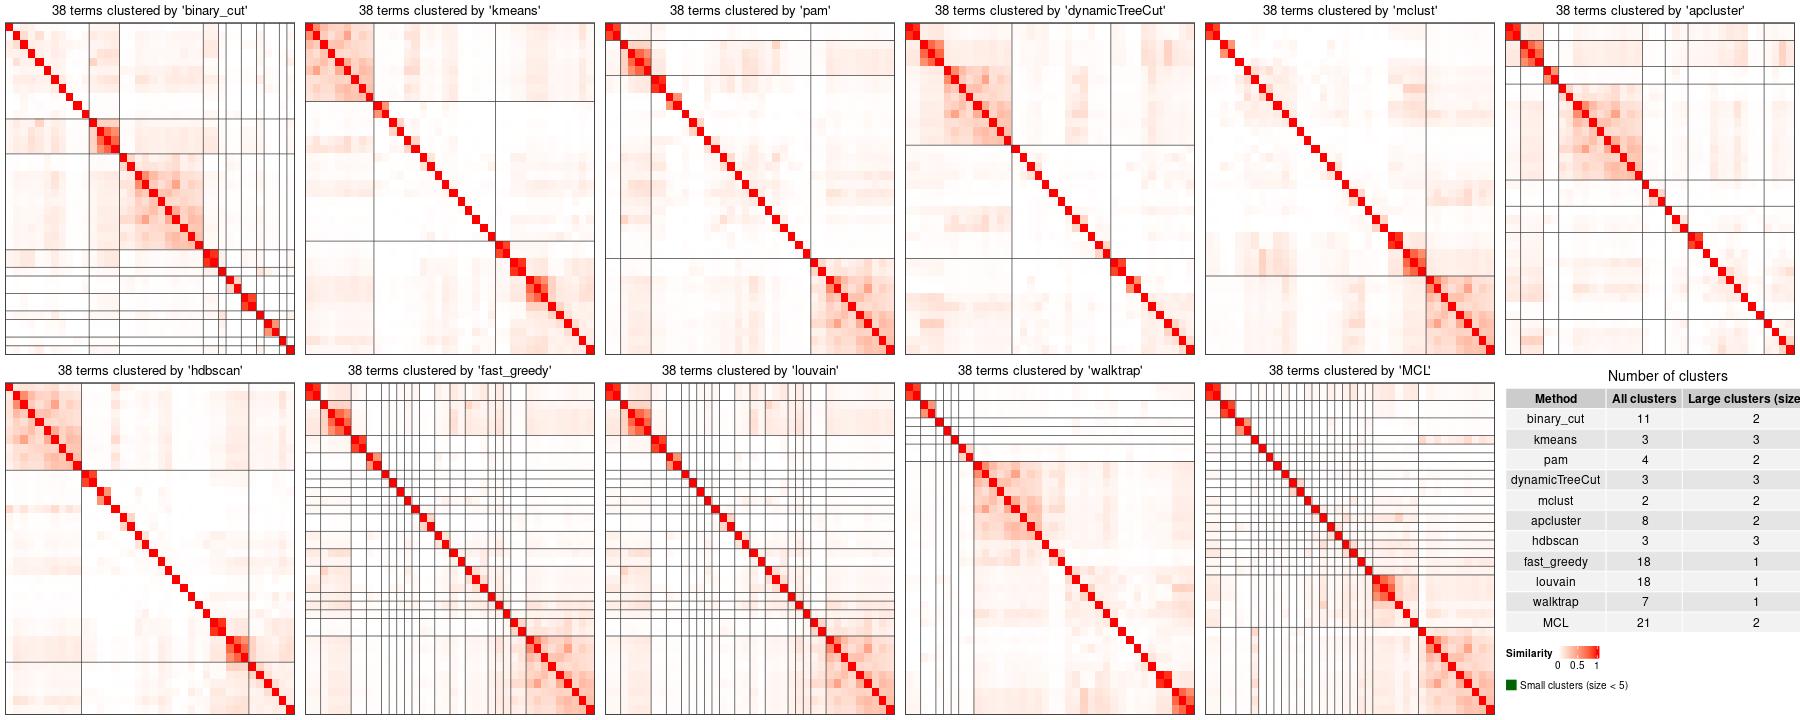 38 terms clustered by 'binary_cut'
38 terms clustered by 'kmeans'
38 terms clustered by 'pam'
38 terms clustered by 'dynamicTreeCut'
38 terms clustered by 'mclust'
38 terms clustered by 'apcluster'
38 terms clustered by 'hdbscan'
38 terms clustered by 'fast_greedy'
38 terms clustered by 'louvain'
38 terms clustered by 'walktrap'
38 terms clustered by 'MCL'
Number of clusters
Method All clusters Large clusters (size
binary_cut 11 2
kmeans 3 3
pam 4 2
dynamicTreeCut 3 3
mclust 2 2
apcluster 8 2
hdbscan 3 3
fast_greedy 18 1
louvain 18 1
walktrap 7 1
MCL 21 2
Similarity
0 0.5 1
Small clusters (size < 5)